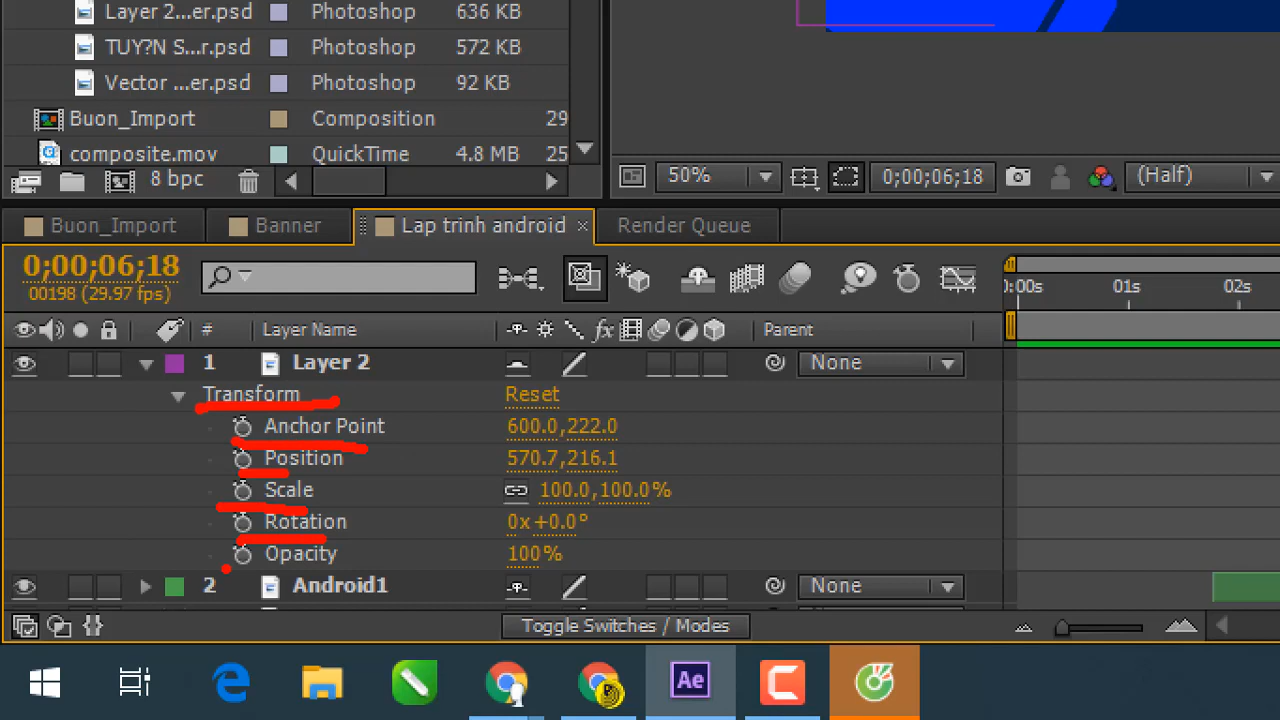 Layer 2...er.psd Photoshop 636 KB
TUY?N S...r.psd Photoshop 572 KB
Vector ...er.psd Photoshop 92 KB
Buon_Import Composition 29
composite.mov QuickTime 4.8 MB 25
8 bpc
50% 0;00;06;18 (Half)
Buon_Import Banner Lap trinh android × Render Queue
0;00;06;18
00198 (29.97 fps)
:00s 01s 02s
# Layer Name fx Parent
1 Layer 2 None
Transform Reset
Anchor Point 600.0,222.0
Position 570.7,216.1
Scale 100.0,100.0%
Rotation 0x+0.0°
Opacity 100%
2 Android1 None
Toggle Switches / Modes
Ae